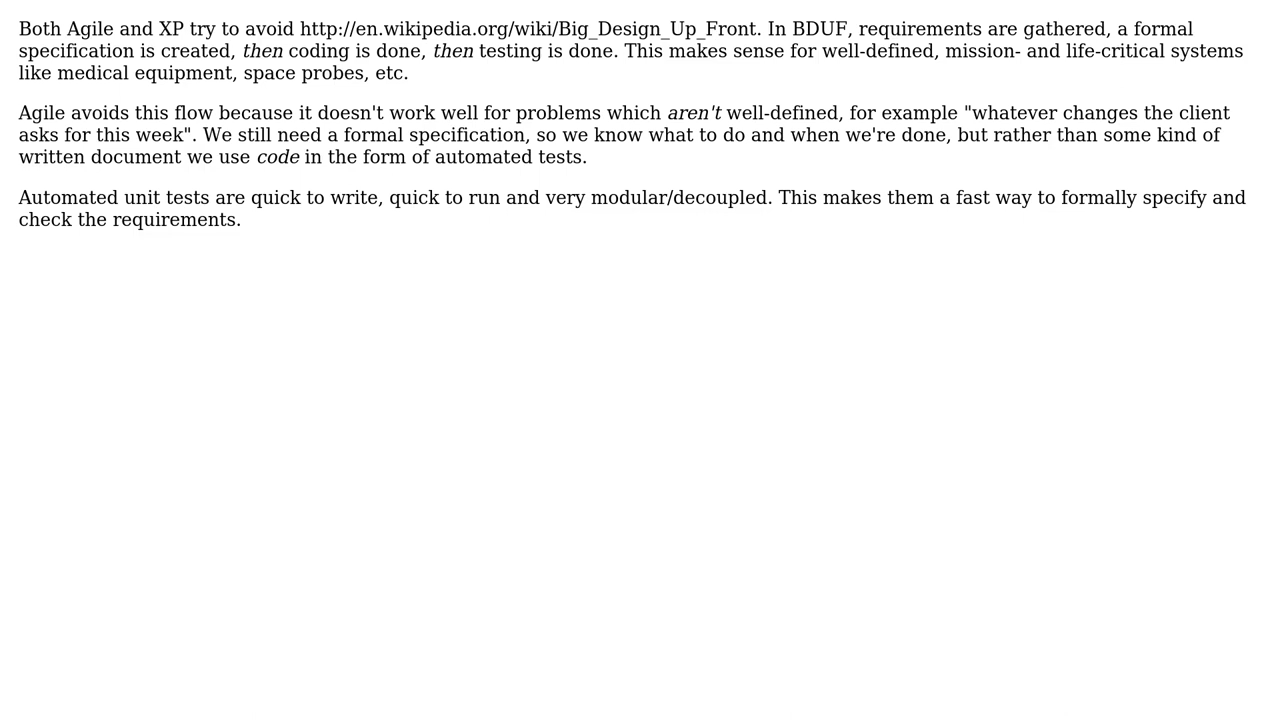 Both Agile and XP try to avoid http://en.wikipedia.org/wiki/Big_Design_Up_Front. In BDUF, requirements are gathered, a formal
specification is created, then coding is done, then testing is done. This makes sense for well-defined, mission- and life-critical systems
like medical equipment, space probes, etc.
Agile avoids this flow because it doesn't work well for problems which aren't well-defined, for example "whatever changes the client
asks for this week". We still need a formal specification, so we know what to do and when we're done, but rather than some kind of
written document we use code in the form of automated tests.
Automated unit tests are quick to write, quick to run and very modular/decoupled. This makes them a fast way to formally specify and
check the requirements.